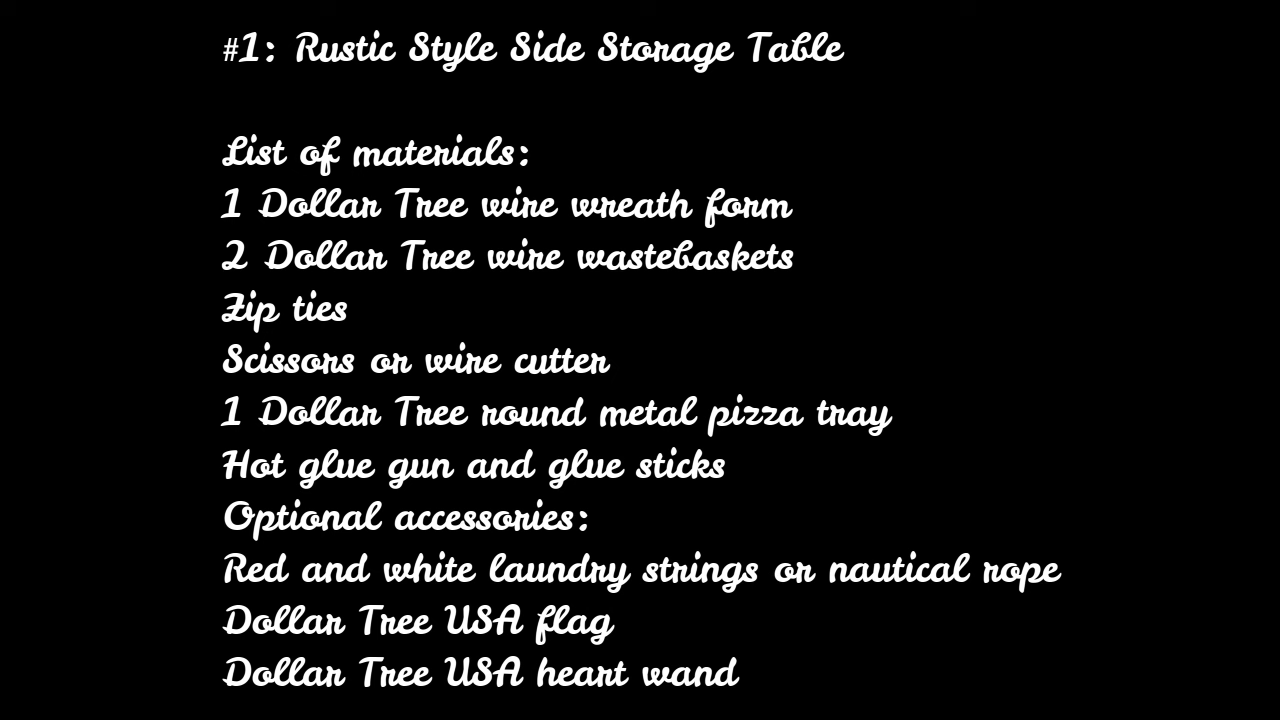 #1: Rustic Style Side Storage Table
List of materials:
1 Dollar Tree wire wreath form
2 Dollar Tree wire wastebaskets
Zip ties
Scissors or wire cutter
1 Dollar Tree round metal pizza tray
Hot glue gun and glue sticks
Optional accessories:
Red and white laundry strings or nautical rope
Dollar Tree USA flag
Dollar Tree USA heart wand